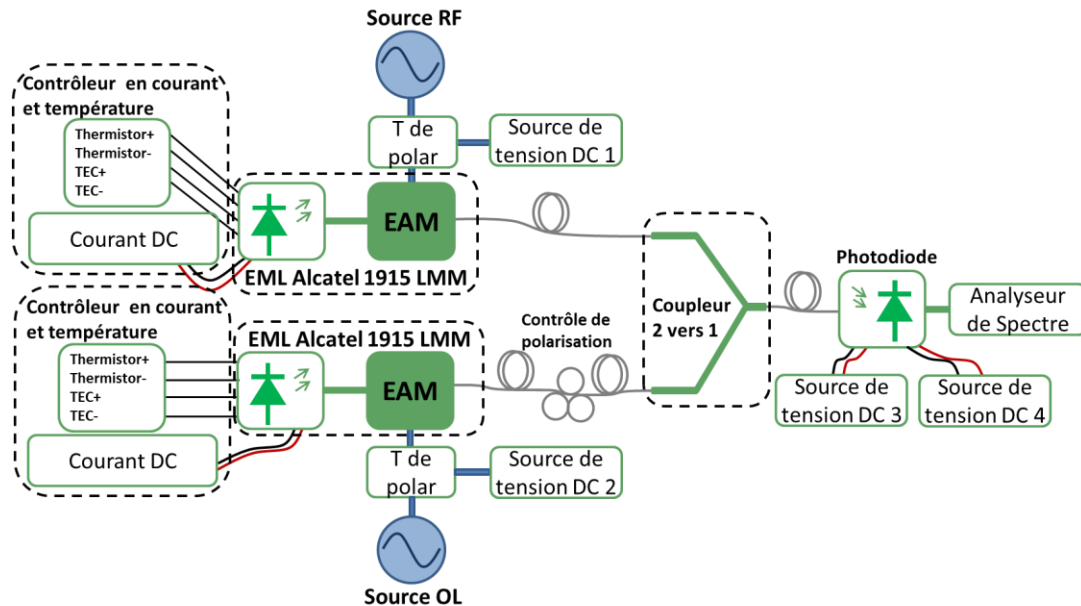 Source RF
Contrôleur en courant
et température
Thermistor+
Thermistor-
TEC+
TEC-
Courant DC
T de
polar
Source de
tension DC 1
EAM
EML Alcatel 1915 LMM
Contrôleur en courant
et température
Thermistor+
Thermistor-
TEC+
TEC-
Courant DC
EML Alcatel 1915 LMM
EAM
T de
polar
Source de
tension DC 2
Source OL
Contrôle de
polarisation
Coupleur
2 vers 1
Photodiode
Analyseur
de Spectre
Source de
tension DC 3
Source de
tension DC 4